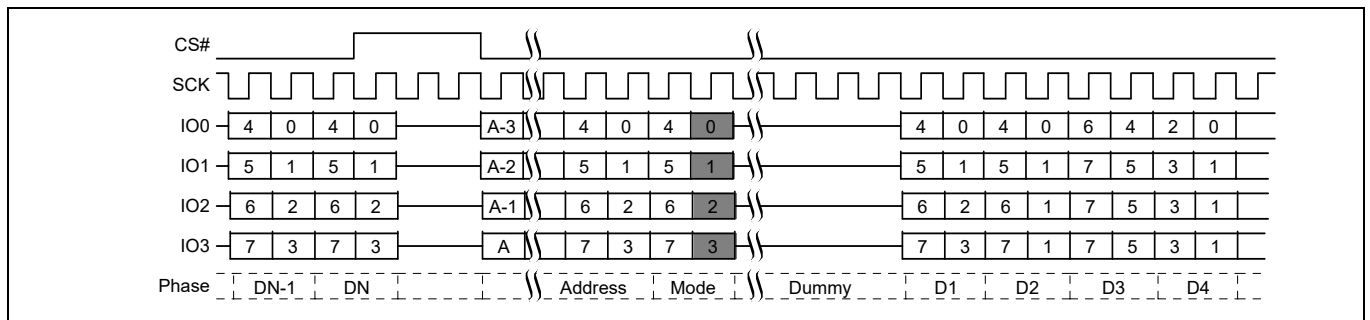 CS#
SCK
IO0 4 0 4 0 A-3 4 0 4 0 4 0 4 0 6 4 2 0
IO1 5 1 5 1 A-2 5 1 5 1 5 1 5 1 7 5 3 1
IO2 6 2 6 2 A-1 6 2 6 2 6 2 6 1 7 5 3 1
IO3 7 3 7 3 A 7 3 7 3 7 3 7 1 7 5 3 1
Phase DN-1 DN Address Mode Dummy D1 D2 D3 D4